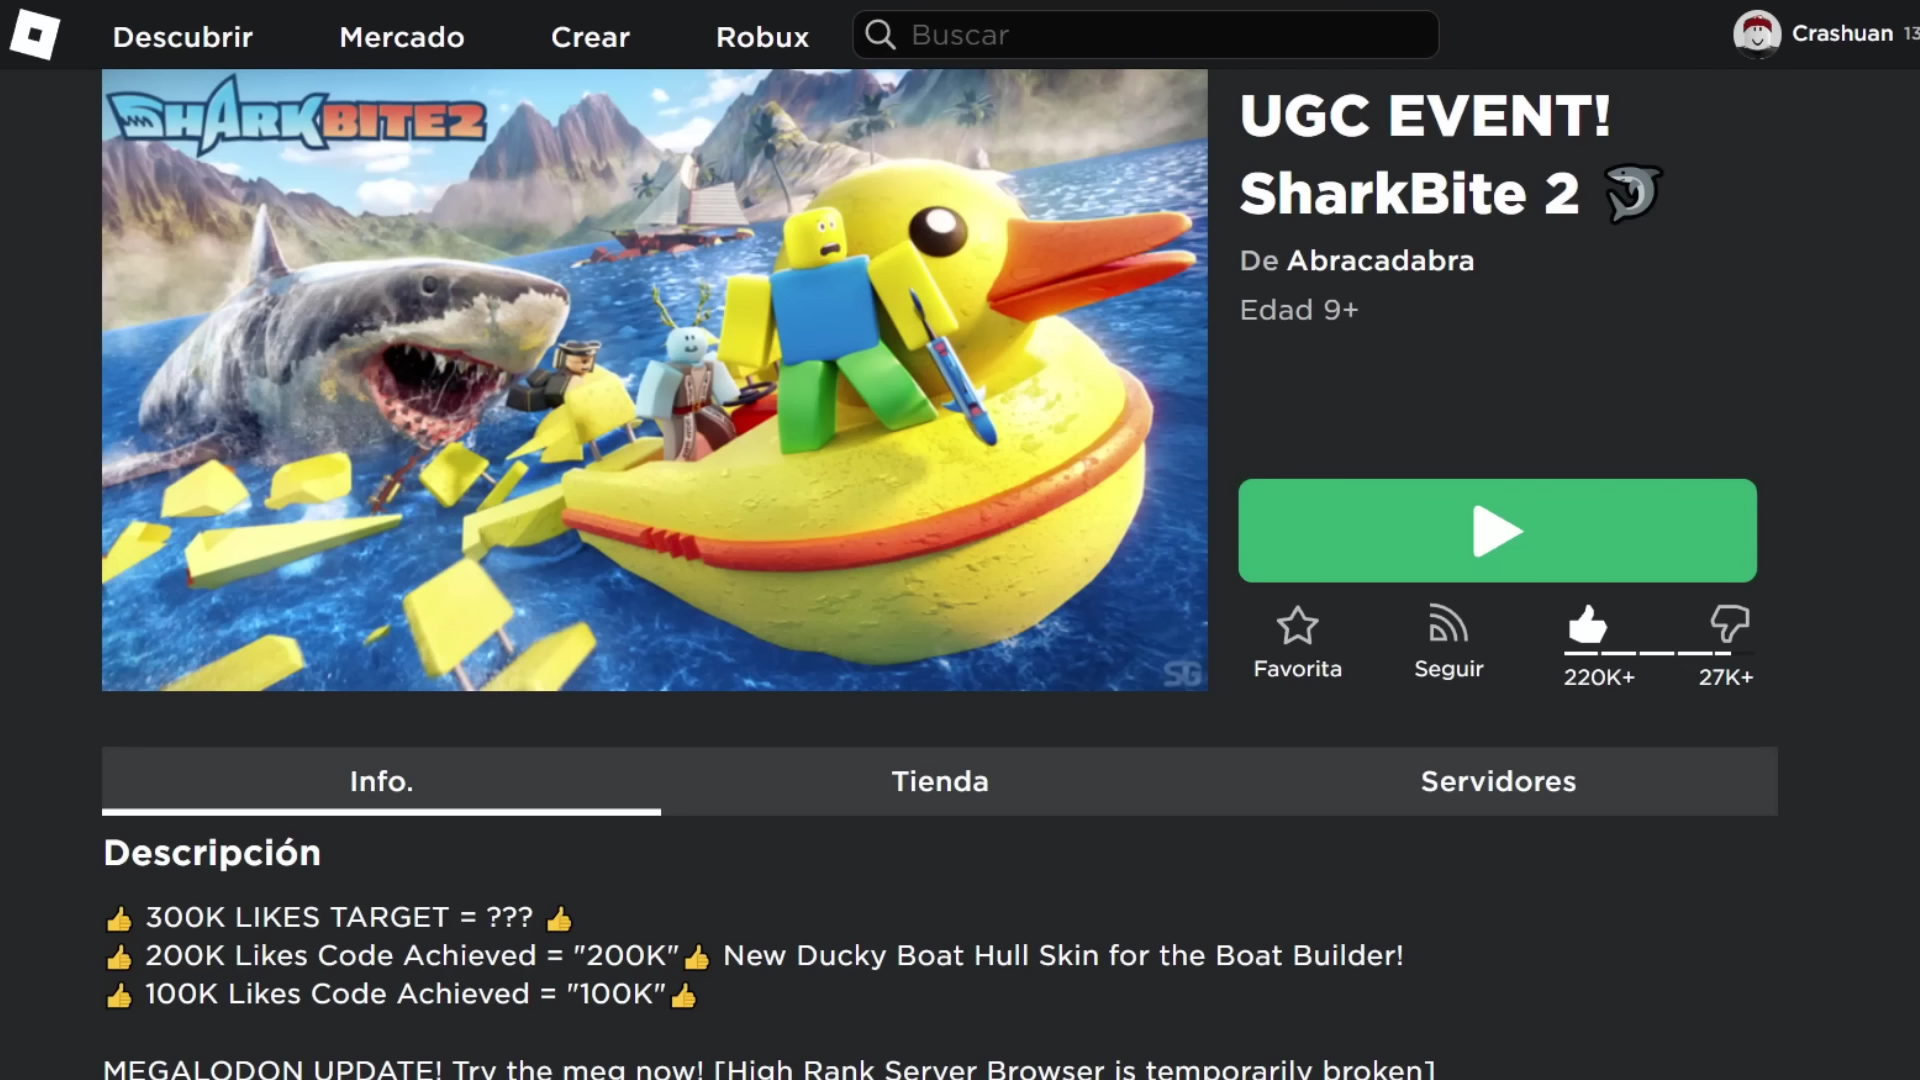 Descubrir
Mercado
Crear
Robux
Buscar
Crashuan 13
SHARKBITE2
UGC EVENT!
SharkBite 2
De Abracadabra
Edad 9+
Favorita
Seguir
220K+
27K+
SG
Info.
Tienda
Servidores
Descripción
👍 300K LIKES TARGET = ??? 👍
👍 200K Likes Code Achieved = "200K"👍 New Ducky Boat Hull Skin for the Boat Builder!
👍 100K Likes Code Achieved = "100K"👍
MEGALODON UPDATE! Try the meg now! [High Rank Server Browser is temporarily broken]